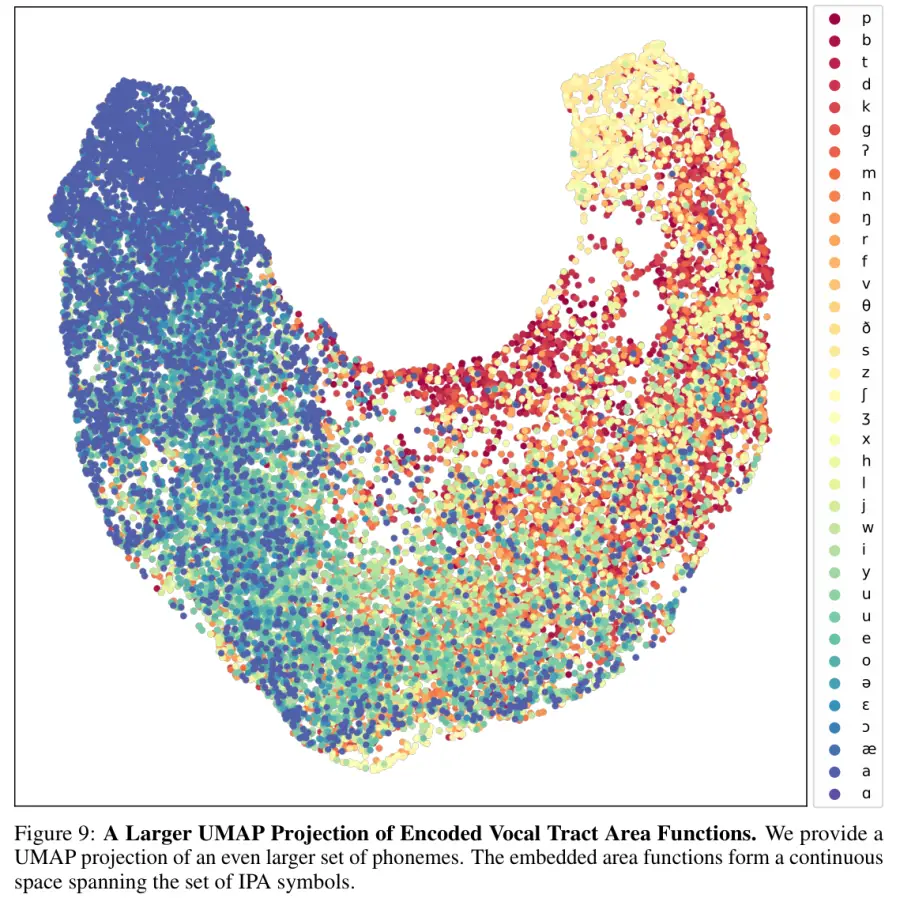 p
b
t
d
k
g
ʔ
m
n
ŋ
r
f
v
θ
ð
s
z
ʃ
ʒ
x
h
l
j
w
i
y
u
u
e
o
ə
ɛ
ɔ
æ
a
ɑ
Figure 9: A Larger UMAP Projection of Encoded Vocal Tract Area Functions. We provide a
UMAP projection of an even larger set of phonemes. The embedded area functions form a continuous
space spanning the set of IPA symbols.